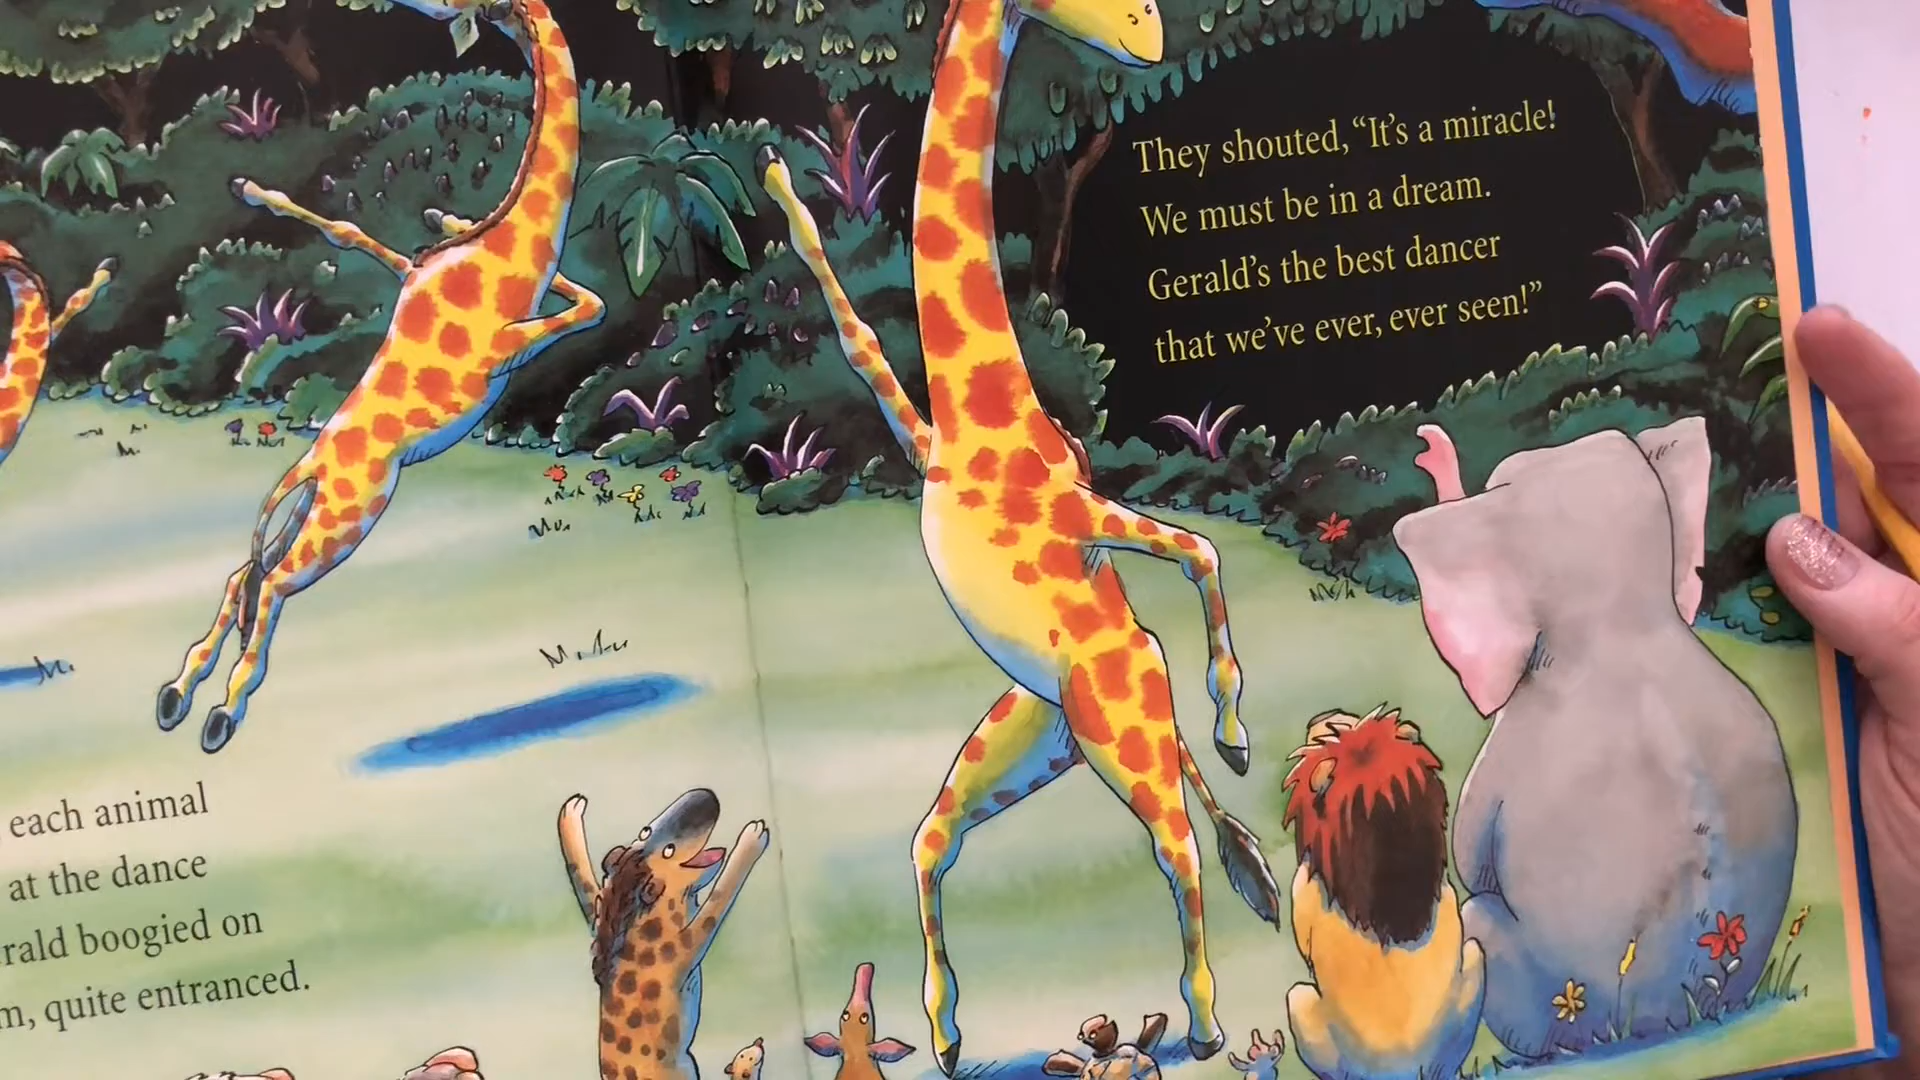 each animal
at the dance
boogied on
quite entranced.
They shouted, “It’s a miracle!
We must be in a dream.
Gerald’s the best dancer
that we’ve ever, ever seen!”